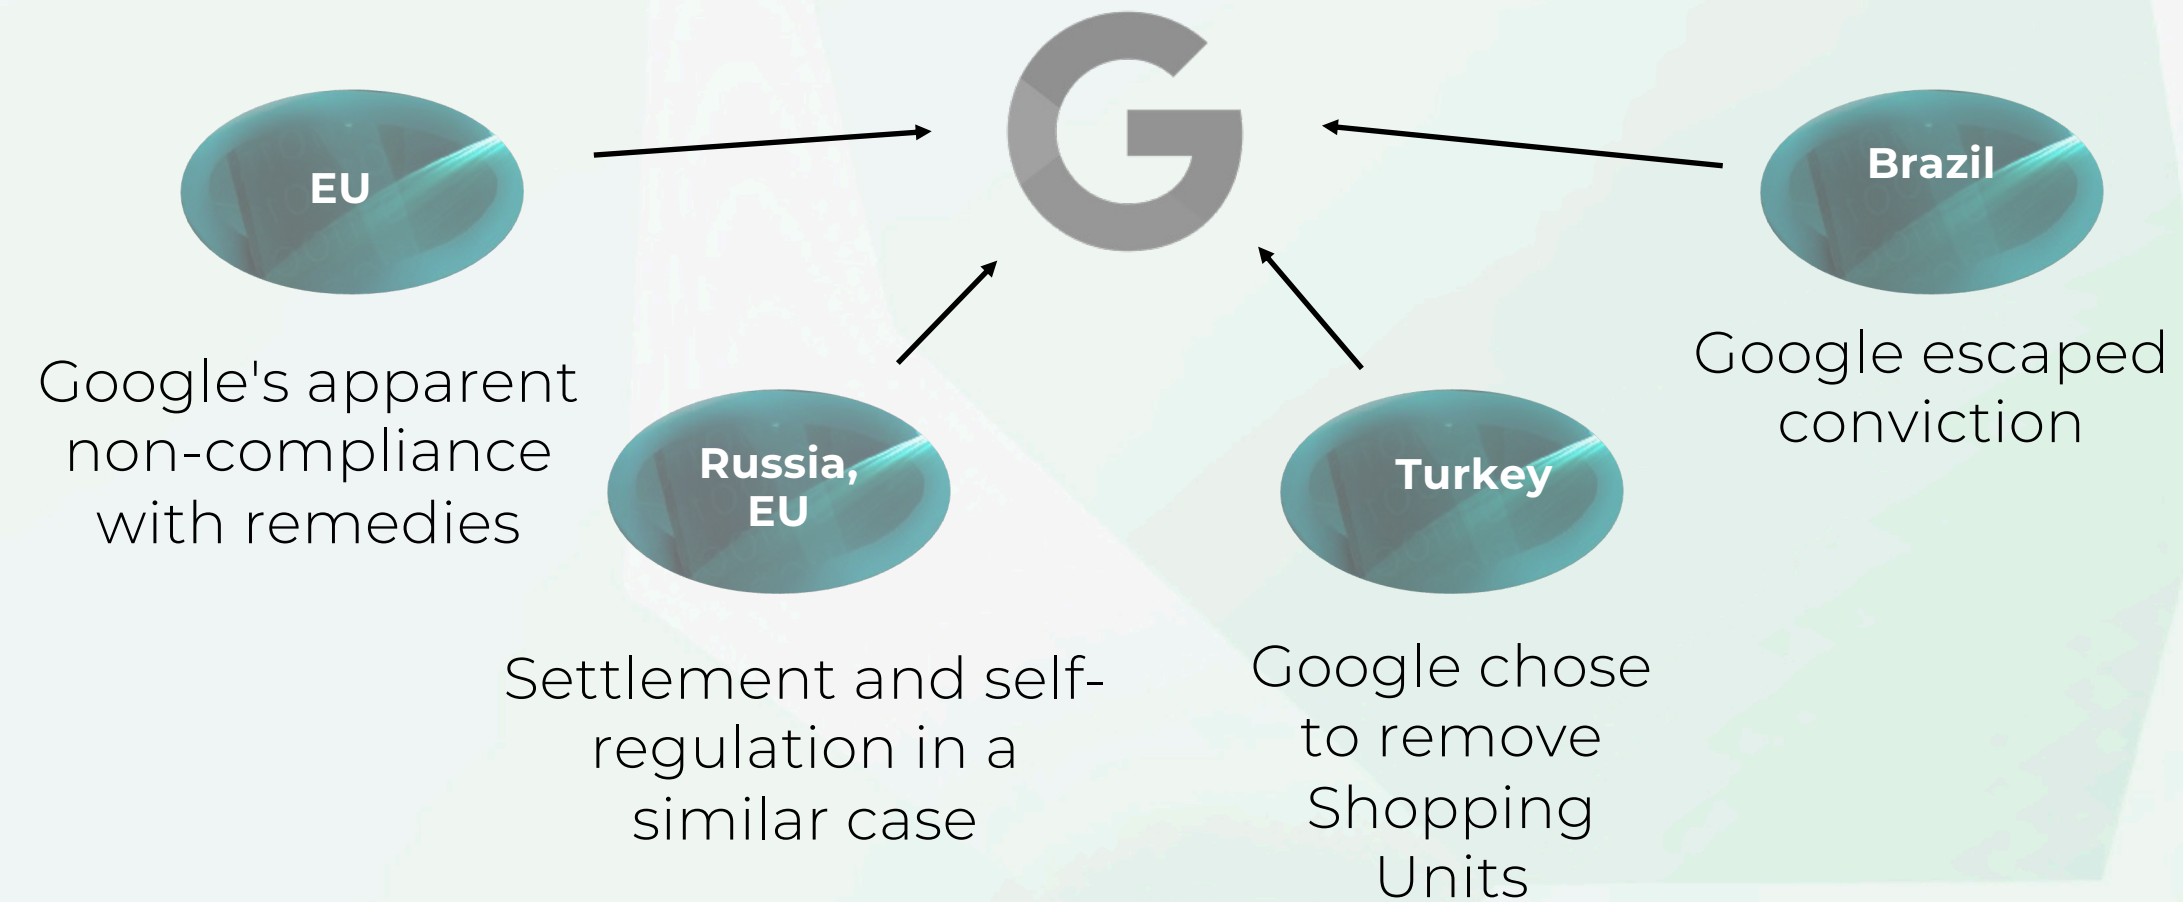 EU
Google's apparent
non-compliance
with remedies
Russia,
EU
Settlement and self-
regulation in a
similar case
Turkey
Google chose
to remove
Shopping
Units
Brazil
Google escaped
conviction